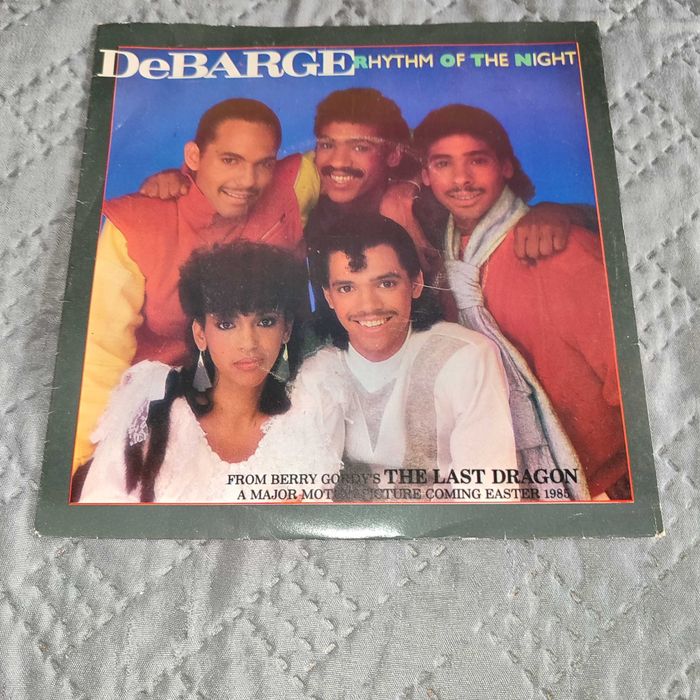 DeBARGE RHYTHM OF THE NIGHT
FROM BERRY GORDY'S THE LAST DRAGON
A MAJOR MOTION PICTURE COMING EASTER 1985